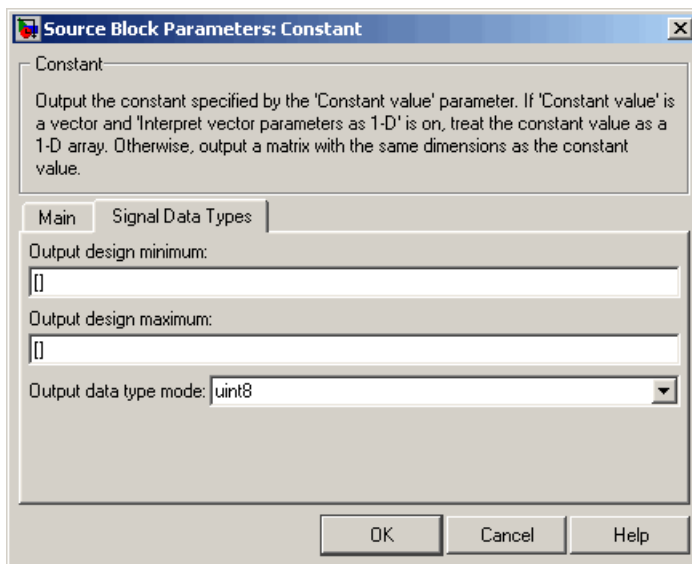 Source Block Parameters: Constant
Constant
Output the constant specified by the 'Constant value' parameter. If 'Constant value' is
a vector and 'Interpret vector parameters as 1-D' is on, treat the constant value as a
1-D array. Otherwise, output a matrix with the same dimensions as the constant
value.
Main Signal Data Types
Output design minimum:
[]
Output design maximum:
[]
Output data type mode: uint8
OK Cancel Help